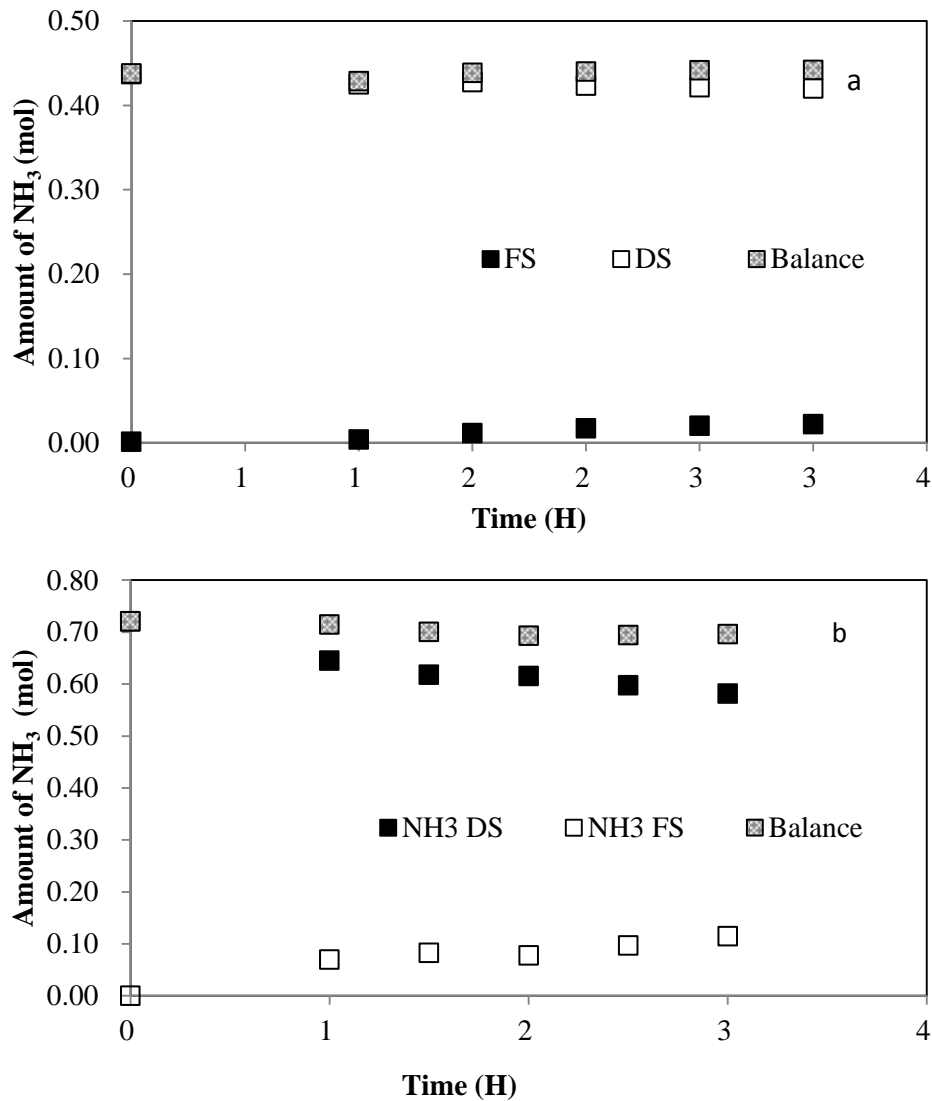 0.50
0.40
0.30
0.20
0.10
0.00
Amount of NH3 (mol)
a
FS DS Balance
0 1 1 2 2 3 3 4
Time (H)
0.80
0.70
0.60
0.50
0.40
0.30
0.20
0.10
0.00
Amount of NH3 (mol)
b
NH3 DS NH3 FS Balance
0 1 2 3 4
Time (H)